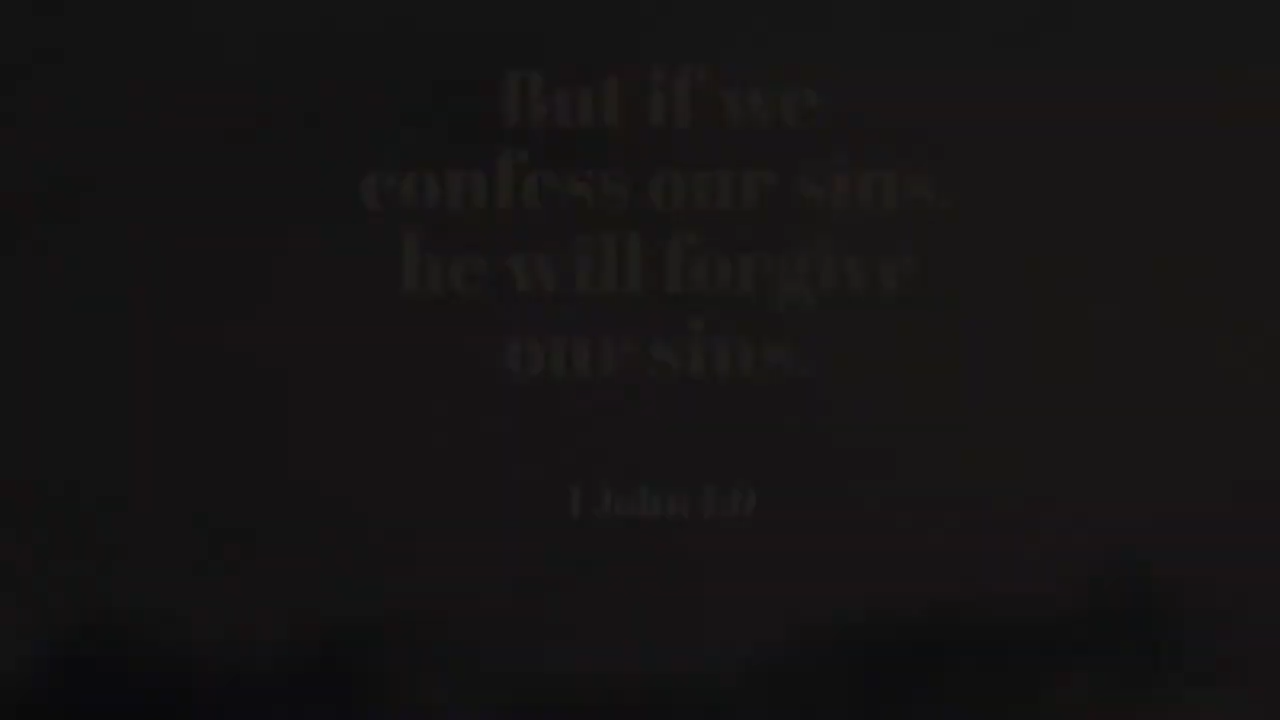 But if we
confess our sins,
he will forgive
our sins.
1 John 1:9